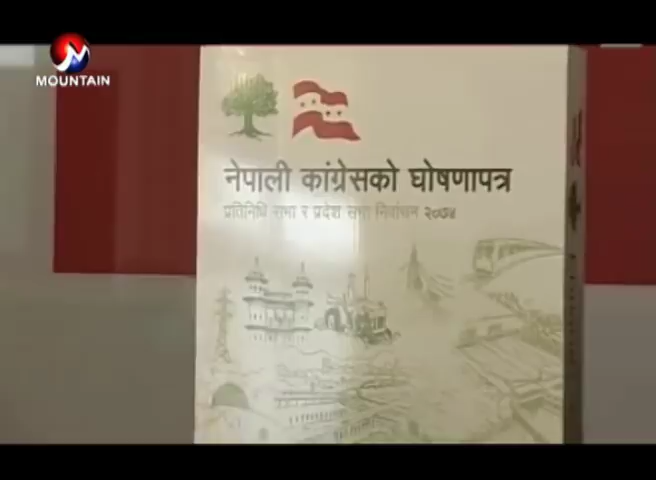 MOUNTAIN
नेपाली कांग्रेसको घोषणापत्र
प्रतिनिधि सभा र प्रदेश सभा निर्वाचन २०७४